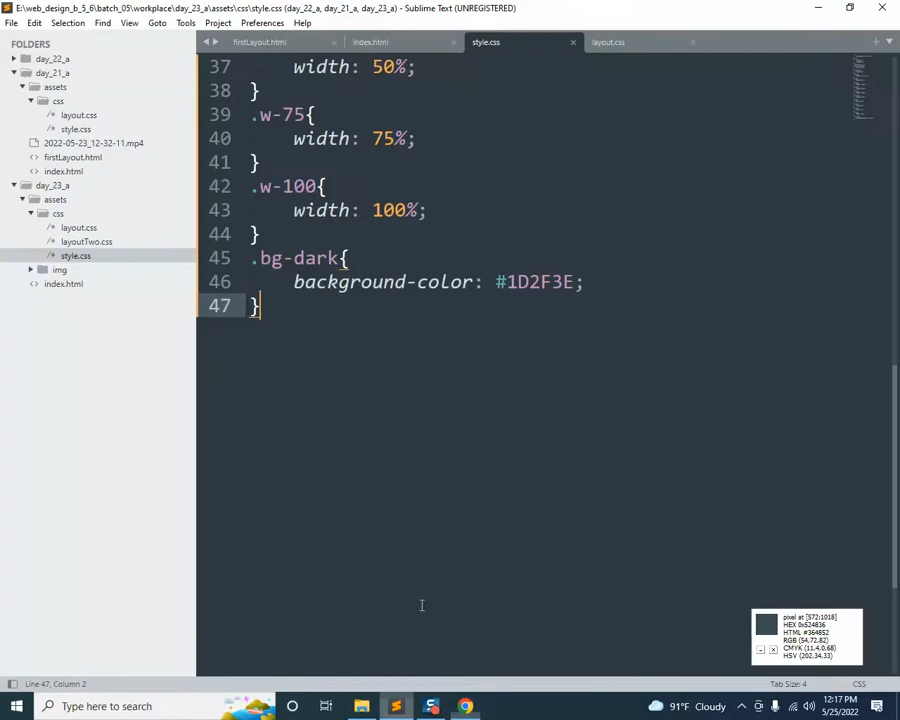 E:\web_design_b_5_6\batch_05\workplace\day_23_a\assets\css\style.css (day_22_a, day_21_a, day_23_a) - Sublime Text (UNREGISTERED)
File Edit Selection Find View Goto Tools Project Preferences Help
FOLDERS
day_22_a
day_21_a
assets
css
layout.css
style.css
2022-05-23_12-32-11.mp4
firstLayout.html
index.html
day_23_a
assets
css
layout.css
layoutTwo.css
style.css
img
index.html
firstLayout.html index.html style.css layout.css
37 width: 50%;
38 }
39 .w-75{
40 width: 75%;
41 }
42 .w-100{
43 width: 100%;
44 }
45 .bg-dark{
46 background-color: #1D2F3E;
47 }
pixel at [572:1018]
HEX 0x524836
HTML #364852
RGB (54,72,82)
CMYK (11.4.0.68)
HSV (202.34.33)
Line 47, Column 2 Tab Size: 4 CSS
Type here to search
91°F Cloudy
12:17 PM
5/25/2022